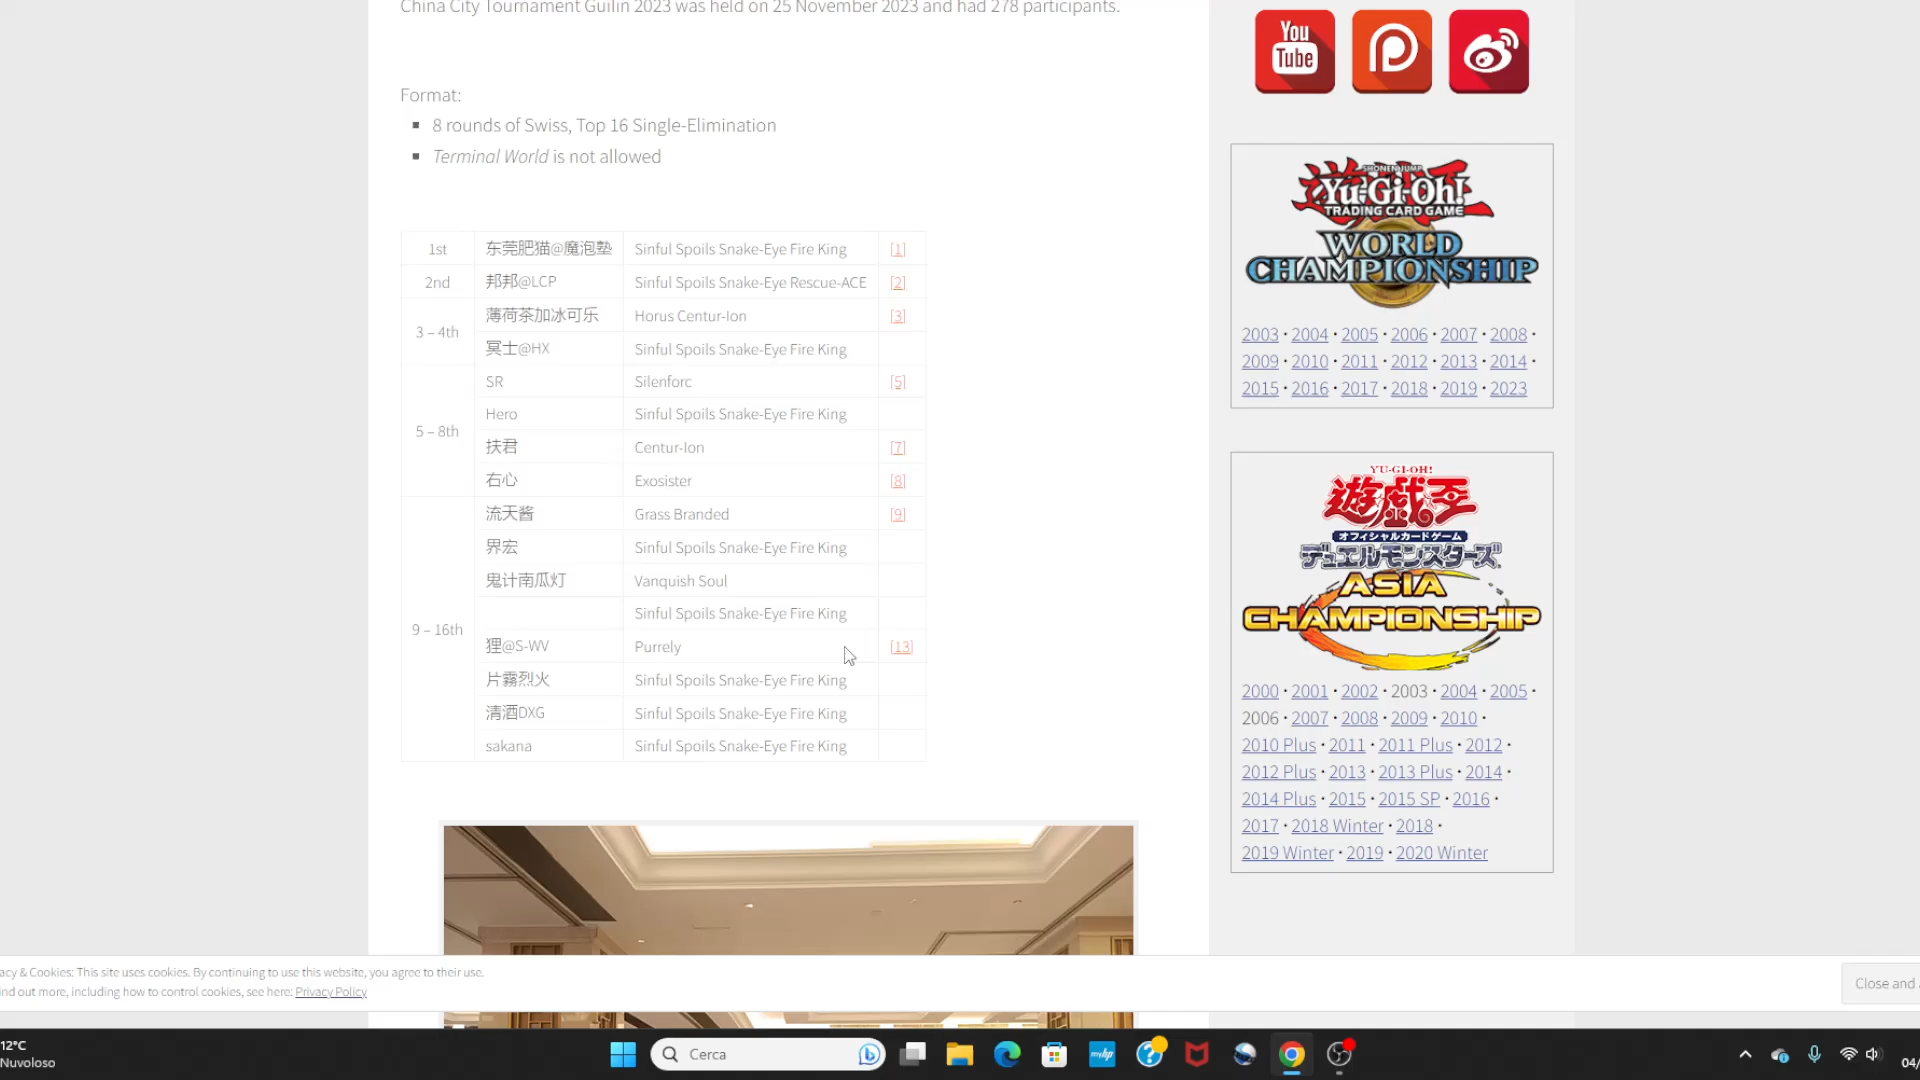 China City Tournament Guilin 2023 was held on 25 November 2023 and had 278 participants.
Format:
8 rounds of Swiss, Top 16 Single-Elimination
Terminal World is not allowed
1st 东莞肥猫@魔泡塾 Sinful Spoils Snake-Eye Fire King [1]
2nd 邦邦@LCP Sinful Spoils Snake-Eye Rescue-ACE [2]
3 – 4th
薄荷茶加冰可乐 Horus Centur-Ion [3]
冥士@HX Sinful Spoils Snake-Eye Fire King
5 – 8th
SR Silenforc [5]
Hero Sinful Spoils Snake-Eye Fire King
扶君 Centur-Ion [7]
右心 Exosister [8]
9 – 16th
流天酱 Grass Branded [9]
界宏 Sinful Spoils Snake-Eye Fire King
鬼计南瓜灯 Vanquish Soul
Sinful Spoils Snake-Eye Fire King
狸@S-WV Purrely [13]
片霧烈火 Sinful Spoils Snake-Eye Fire King
清酒DXG Sinful Spoils Snake-Eye Fire King
sakana Sinful Spoils Snake-Eye Fire King
You
Tube
SHONEN JUMP
Yu-Gi-Oh!
TRADING CARD GAME
WORLD
CHAMPIONSHIP
2003 · 2004 · 2005 · 2006 · 2007 · 2008 ·
2009 · 2010 · 2011 · 2012 · 2013 · 2014 ·
2015 · 2016 · 2017 · 2018 · 2019 · 2023
YU-GI-OH!
遊戯王
オフィシャルカードゲーム
デュエルモンスターズ
ASIA
CHAMPIONSHIP
2000 · 2001 · 2002 · 2003 · 2004 · 2005 ·
2006 · 2007 · 2008 · 2009 · 2010 ·
2010 Plus · 2011 · 2011 Plus · 2012 ·
2012 Plus · 2013 · 2013 Plus · 2014 ·
2014 Plus · 2015 · 2015 SP · 2016 ·
2017 · 2018 Winter · 2018 ·
2019 Winter · 2019 · 2020 Winter
acy & Cookies: This site uses cookies. By continuing to use this website, you agree to their use.
ind out more, including how to control cookies, see here: Privacy Policy
Close and
12°C
Nuvoloso
Cerca
myhp
04/